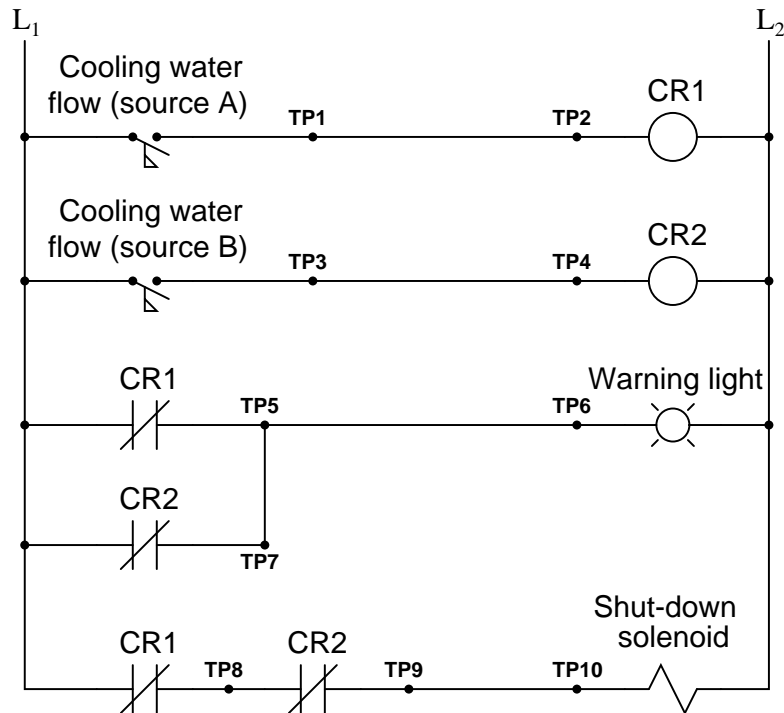 L1 L2
Cooling water
flow (source A)
TP1 TP2 CR1
Cooling water
flow (source B)
TP3 TP4 CR2
CR1 TP5 TP6 Warning light
CR2
TP7
Shut-down
solenoid
CR1 TP8 CR2 TP9 TP10